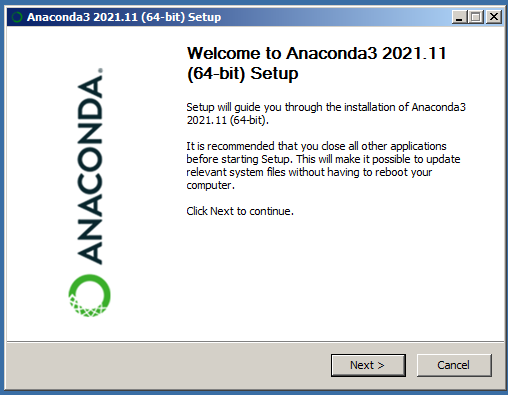 Anaconda3 2021.11 (64-bit) Setup
Welcome to Anaconda3 2021.11
(64-bit) Setup
ANACONDA.
Setup will guide you through the installation of Anaconda3
2021.11 (64-bit).
It is recommended that you close all other applications
before starting Setup. This will make it possible to update
relevant system files without having to reboot your
computer.
Click Next to continue.
Next >
Cancel